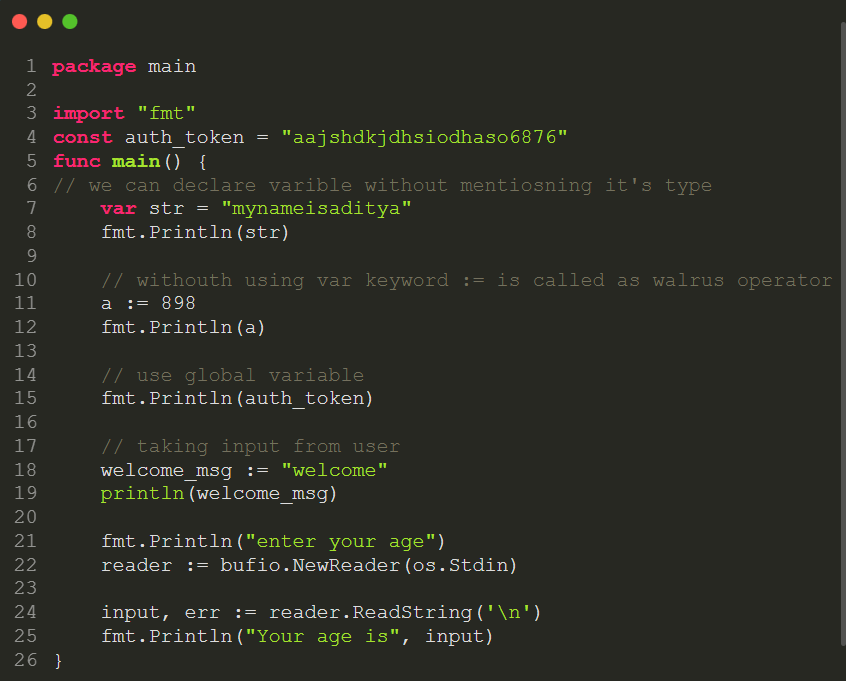 1 package main
2
3 import "fmt"
4 const auth_token = "aajshdkjdhsiodhaso6876"
5 func main() {
6 // we can declare varible without mentiosning it's type
7     var str = "mynameisaditya"
8     fmt.Println(str)
9
10     // withouth using var keyword := is called as walrus operator
11     a := 898
12     fmt.Println(a)
13
14     // use global variable
15     fmt.Println(auth_token)
16
17     // taking input from user
18     welcome_msg := "welcome"
19     println(welcome_msg)
20
21     fmt.Println("enter your age")
22     reader := bufio.NewReader(os.Stdin)
23
24     input, err := reader.ReadString('\n')
25     fmt.Println("Your age is", input)
26 }